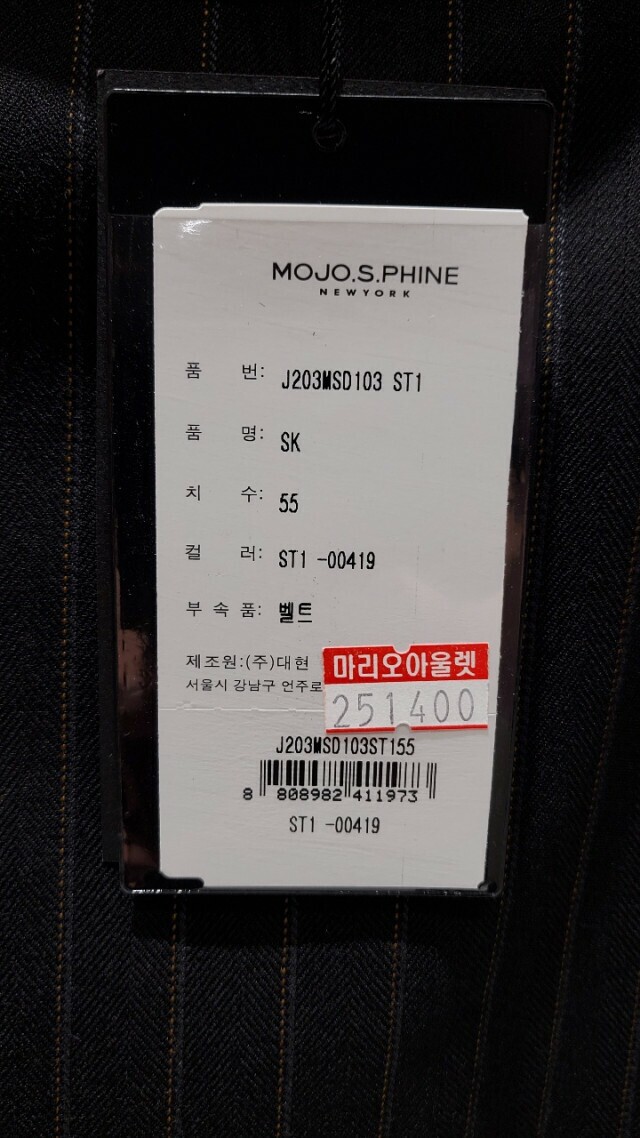 MOJO.S.PHINE
NEWYORK
품 번: J203MSD103 ST1
품 명: SK
치 수: 55
컬 러: ST1 -00419
부 속 품: 벨트
제조원:(주)대현
서울시 강남구 언주로
마리오아울렛
251400
J203MSD103ST155
8 808982 411973
ST1 -00419